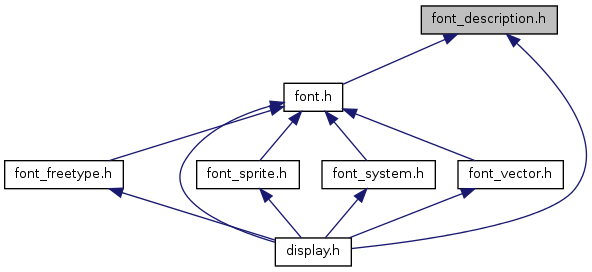 font_description.h
font.h
font_freetype.h
font_sprite.h
font_system.h
font_vector.h
display.h